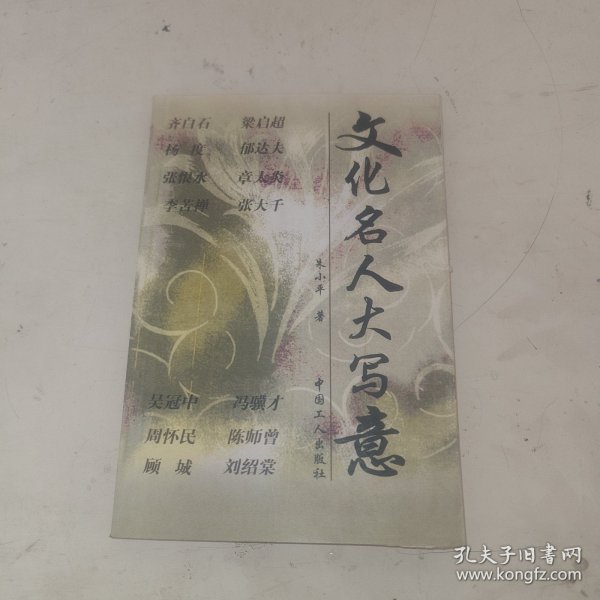 文化名人大写意
朱小平 著
中国工人出版社
齐白石 梁启超
杨度 郁达夫
张恨水 章太炎
李苦禅 张大千
吴冠中 冯骥才
周怀民 陈师曾
顾城 刘绍棠
孔夫子旧书网
www.kongfz.com